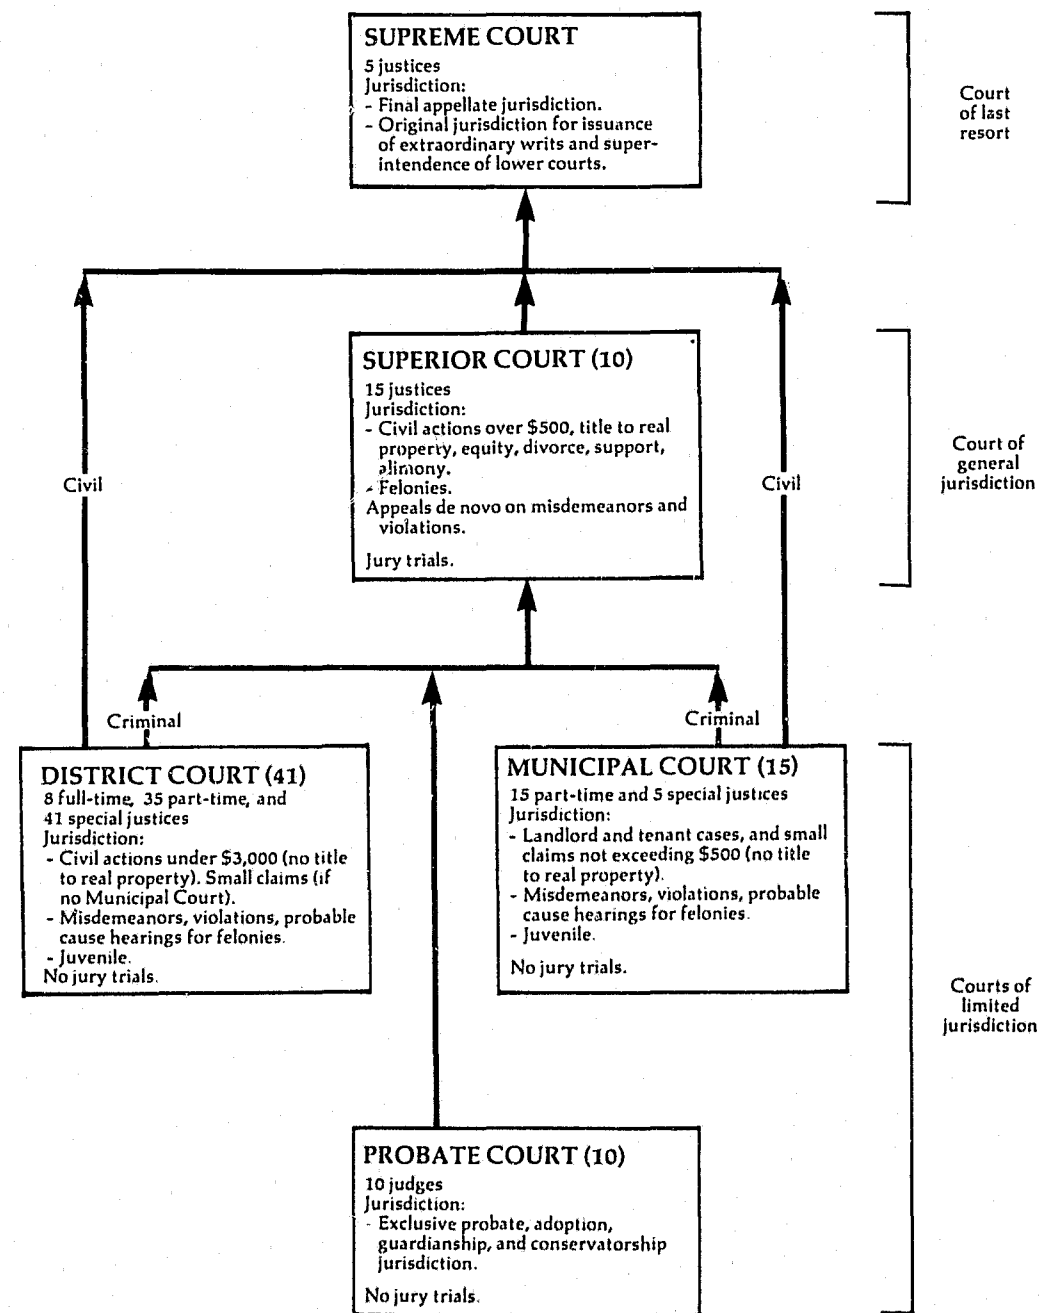 SUPREME COURT
5 justices
Jurisdiction:
- Final appellate jurisdiction.
- Original jurisdiction for issuance
of extraordinary writs and super-
intendence of lower courts.
Court
of last
resort
SUPERIOR COURT (10)
15 justices
Jurisdiction:
- Civil actions over $500, title to real
property, equity, divorce, support,
alimony.
- Felonies.
Appeals de novo on misdemeanors and
violations.
Jury trials.
Court of
general
jurisdiction
Civil
Civil
Criminal
Criminal
DISTRICT COURT (41)
8 full-time, 35 part-time, and
41 special justices
Jurisdiction:
- Civil actions under $3,000 (no title
to real property). Small claims (if
no Municipal Court).
- Misdemeanors, violations, probable
cause hearings for felonies.
- Juvenile.
No jury trials.
MUNICIPAL COURT (15)
15 part-time and 5 special justices
Jurisdiction:
- Landlord and tenant cases, and small
claims not exceeding $500 (no title
to real property).
- Misdemeanors, violations, probable
cause hearings for felonies.
- Juvenile.
No jury trials.
Courts of
limited
jurisdiction
PROBATE COURT (10)
10 judges
Jurisdiction:
- Exclusive probate, adoption,
guardianship, and conservatorship
jurisdiction.
No jury trials.